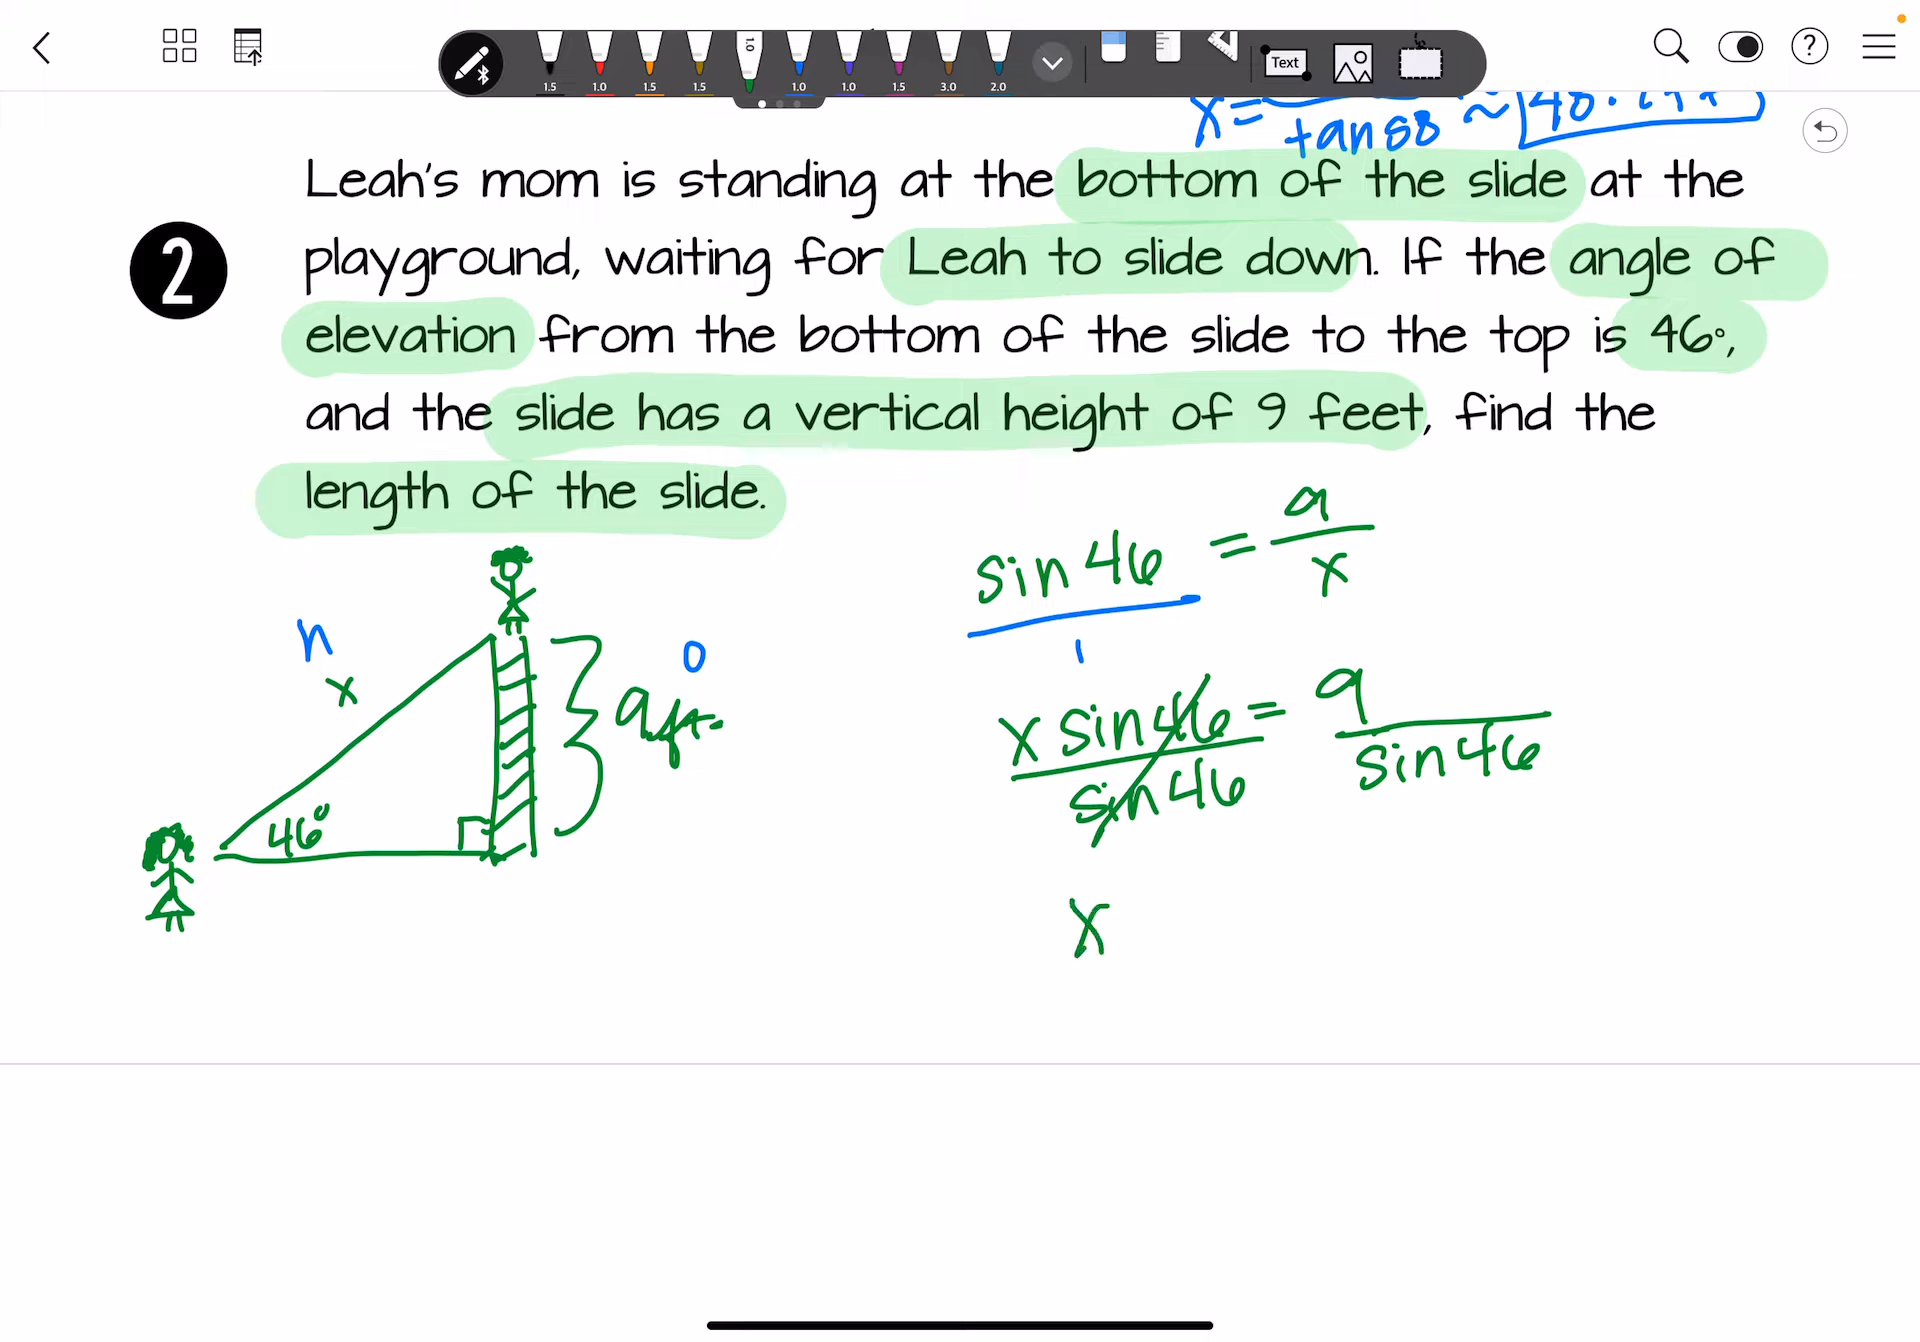 1.5 1.0 1.5 1.5 1.0 1.0 1.0 1.5 3.0 2.0 Text ?
x = tan 88 ≈
Leah's mom is standing at the bottom of the slide at the
2 playground, waiting for Leah to slide down. If the angle of
elevation from the bottom of the slide to the top is 46°,
and the slide has a vertical height of 9 feet, find the
length of the slide.
sin 46 = 9
1 x
h
x
o
9 ft.
46°
x sin 46 = 9
sin 46 sin 46
x